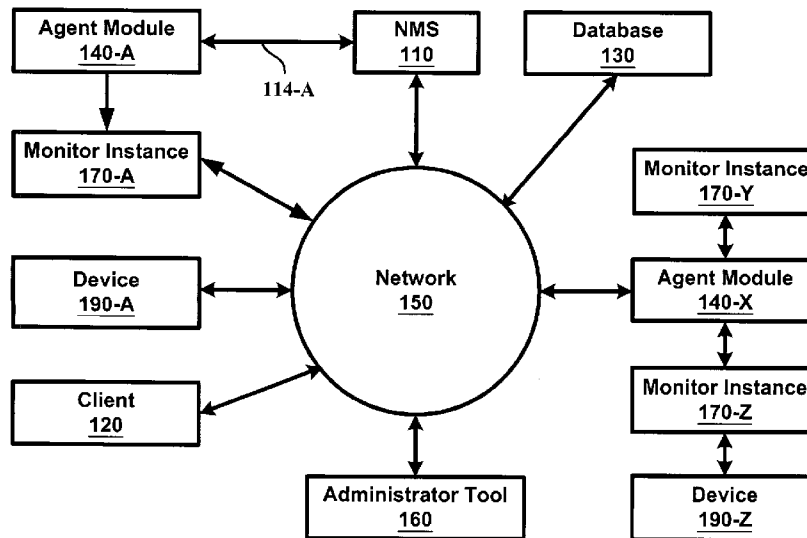 Agent Module
140-A
NMS
110
Database
130
114-A
Monitor Instance
170-A
Monitor Instance
170-Y
Device
190-A
Network
150
Agent Module
140-X
Client
120
Monitor Instance
170-Z
Administrator Tool
160
Device
190-Z